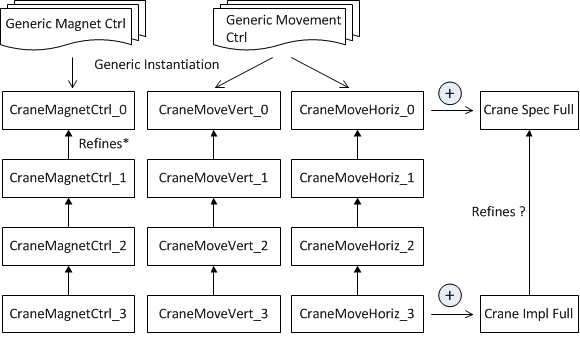 Generic Magnet Ctrl
Generic Movement
Ctrl
Generic Instantiation
CraneMagnetCtrl_0
CraneMoveVert_0
CraneMoveHoriz_0
+
Crane Spec Full
Refines*
CraneMagnetCtrl_1
CraneMoveVert_1
CraneMoveHoriz_1
Refines ?
CraneMagnetCtrl_2
CraneMoveVert_2
CraneMoveHoriz_2
CraneMagnetCtrl_3
CraneMoveVert_3
CraneMoveHoriz_3
+
Crane Impl Full